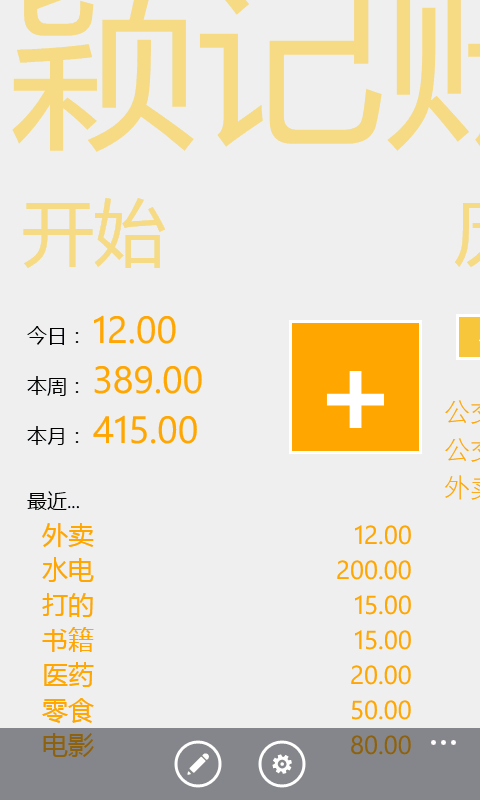 颖记账
开始
今日： 12.00
本周： 389.00
本月： 415.00
最近...
外卖 12.00
水电 200.00
打的 15.00
书籍 15.00
医药 20.00
零食 50.00
电影 80.00
公交
公交
外卖